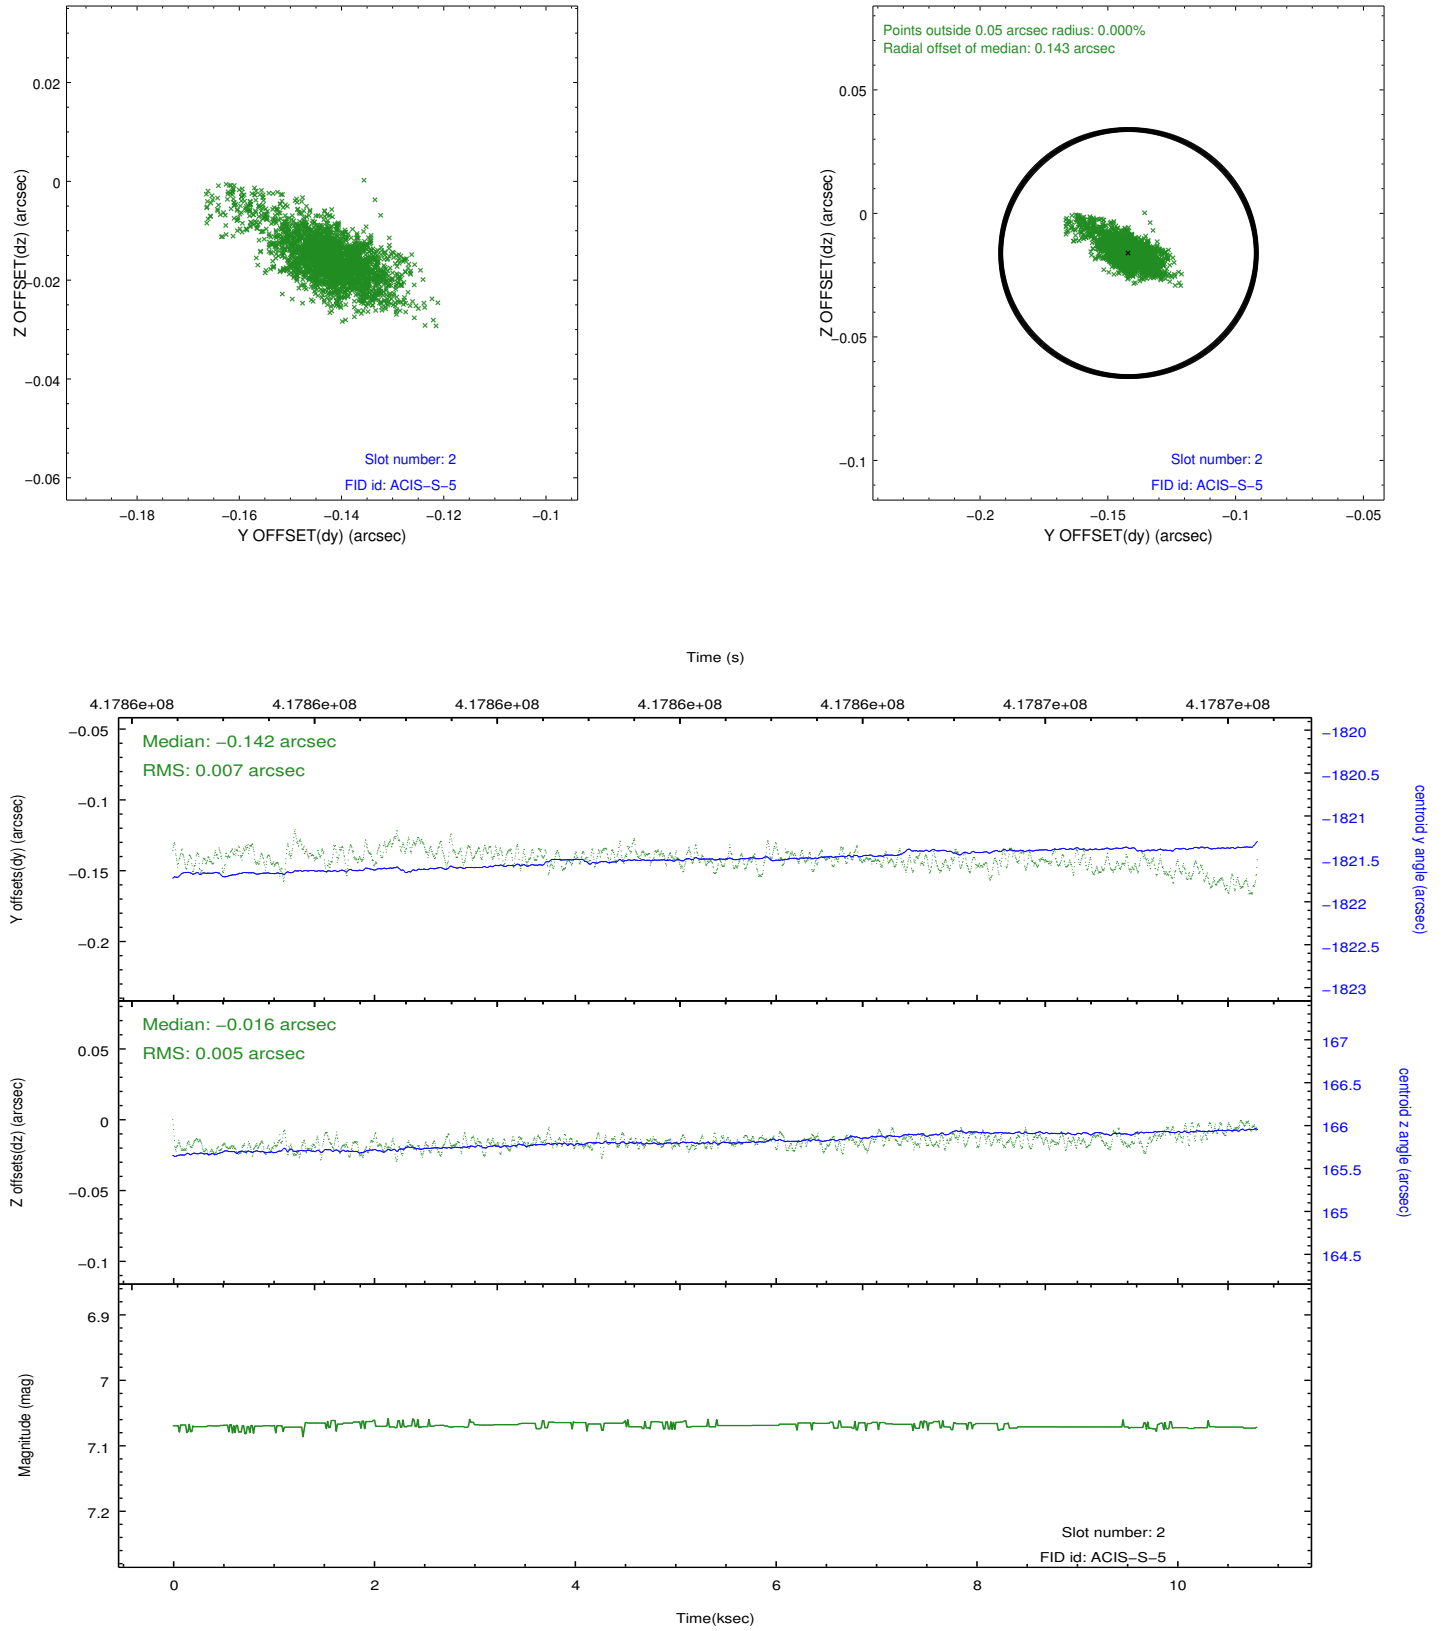 0.02
0
−0.02
−0.04
−0.06
Z OFFSET(dz) (arcsec)
−0.18
−0.16
−0.14
−0.12
−0.1
Y OFFSET(dy) (arcsec)
Slot number: 2
FID id: ACIS−S−5
Points outside 0.05 arcsec radius: 0.000%
Radial offset of median: 0.143 arcsec
0.05
0
−0.05
−0.1
Z OFFSET(dz) (arcsec)
−0.2
−0.15
−0.1
−0.05
Y OFFSET(dy) (arcsec)
Slot number: 2
FID id: ACIS−S−5
Time (s)
4.1786e+08
4.1786e+08
4.1786e+08
4.1786e+08
4.1786e+08
4.1787e+08
4.1787e+08
Median: −0.142 arcsec
RMS: 0.007 arcsec
−0.05
−0.1
−0.15
−0.2
Y offsets(dy) (arcsec)
−1820
−1820.5
−1821
−1821.5
−1822
−1822.5
−1823
centroid y angle (arcsec)
Median: −0.016 arcsec
RMS: 0.005 arcsec
0.05
0
−0.05
−0.1
Z offsets(dz) (arcsec)
167
166.5
166
165.5
165
164.5
centroid z angle (arcsec)
6.9
7
7.1
7.2
Magnitude (mag)
Slot number: 2
FID id: ACIS−S−5
0
2
4
6
8
10
Time(ksec)